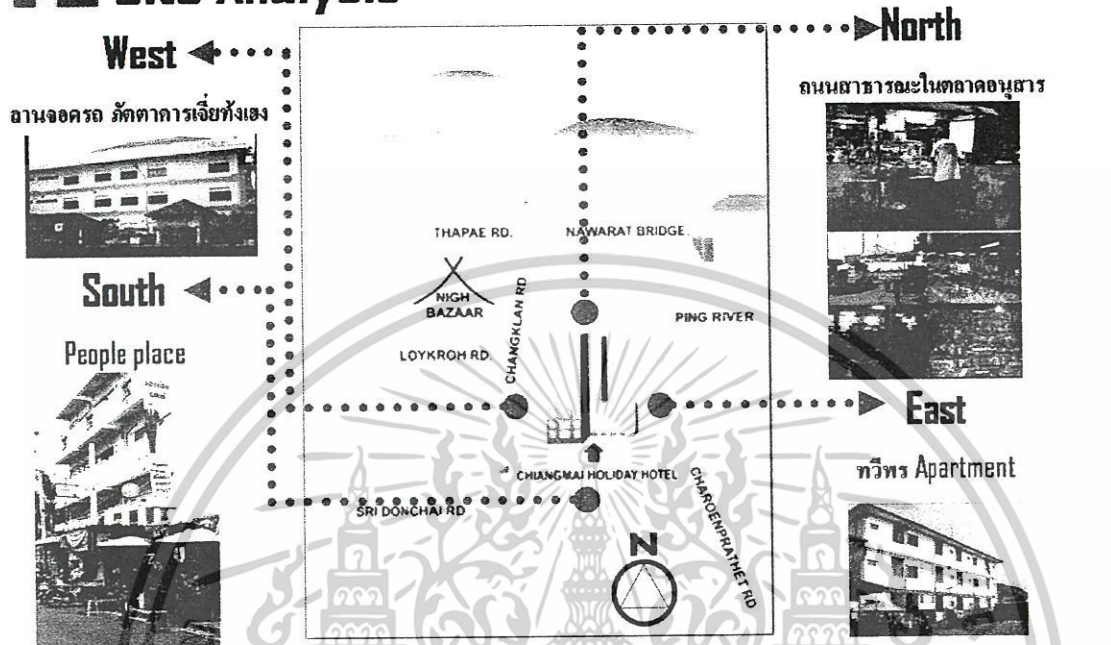 Site Analysis
West
North
ลานจอดรถ ภัตตาคารเจี่ยท้งเฮง
ถนนสาธารณะในตลาดอนุสาร
THAPAE RD.
NAWARAT BRIDGE.
NIGH
BAZAAR
CHANGKLAN RD
PING RIVER
South
People place
LOYKROH RD.
East
ทวีพร Apartment
CHIANGMAI HOLIDAY HOTEL
SRI DONCHAI RD
CHAROENPRATHET RD
N